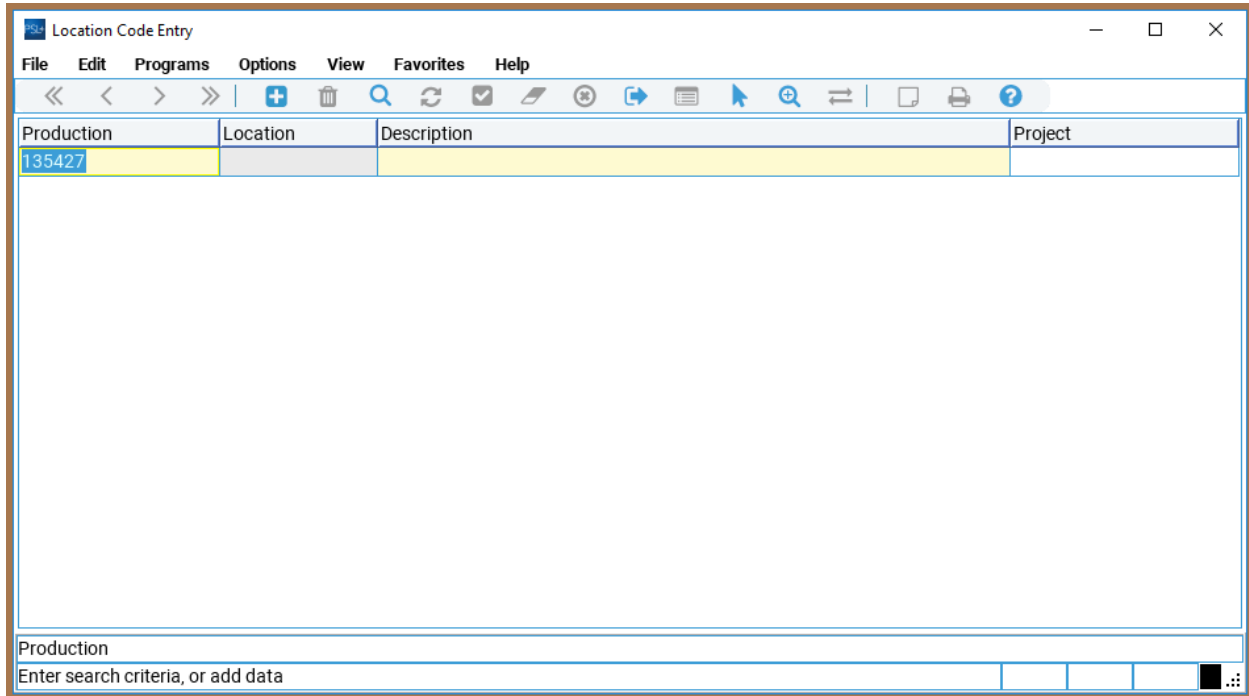 PSL+ Location Code Entry
File Edit Programs Options View Favorites Help
Production Location Description Project
135427
Production
Enter search criteria, or add data